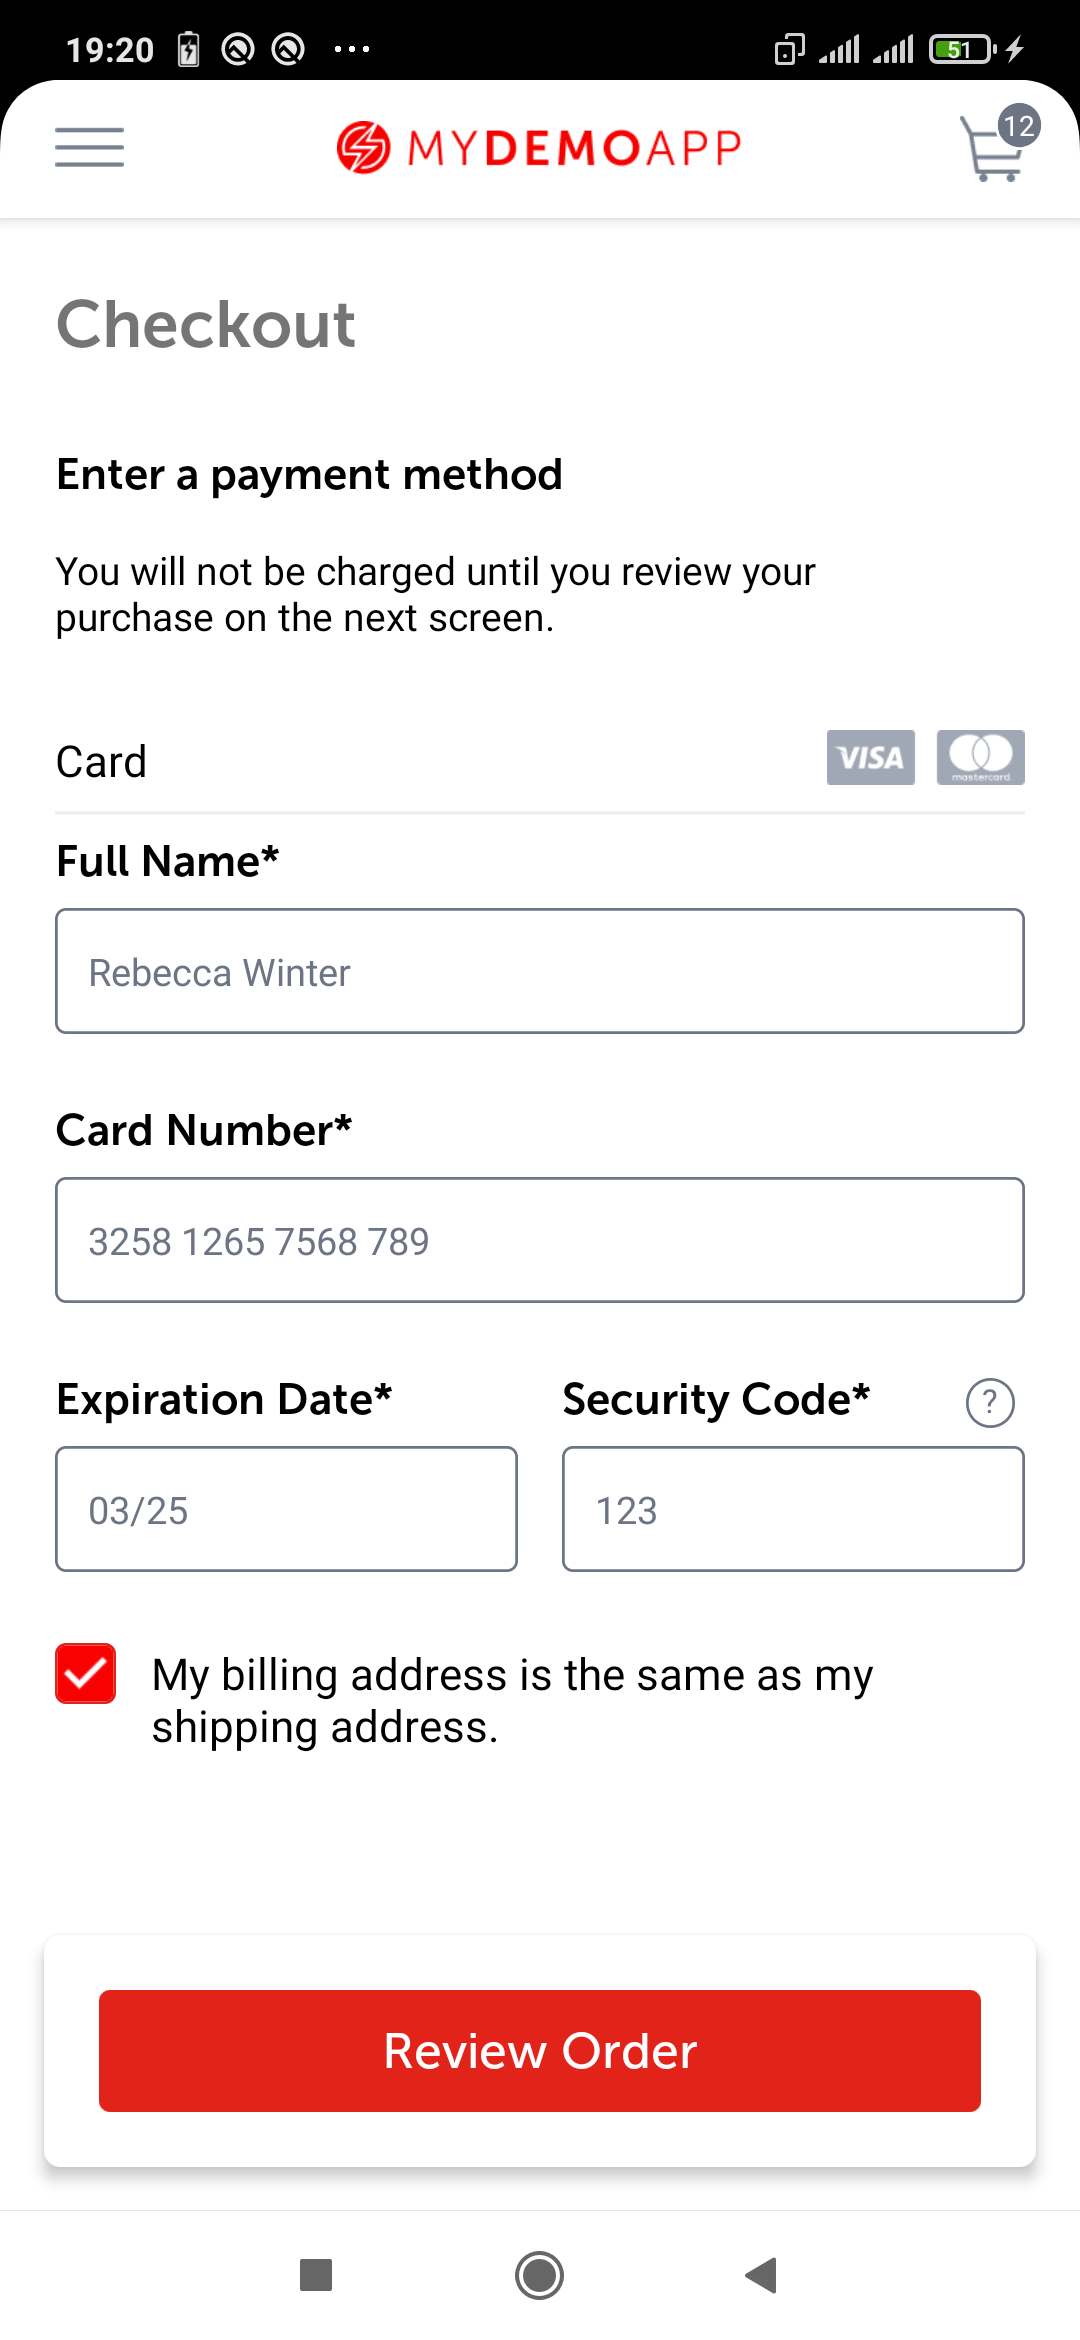 19:20
51
MYDEMOAPP
12
Checkout
Enter a payment method
You will not be charged until you review your
purchase on the next screen.
Card
VISA
mastercard.
Full Name*
Rebecca Winter
Card Number*
3258 1265 7568 789
Expiration Date*
Security Code*
?
03/25
123
My billing address is the same as my
shipping address.
Review Order